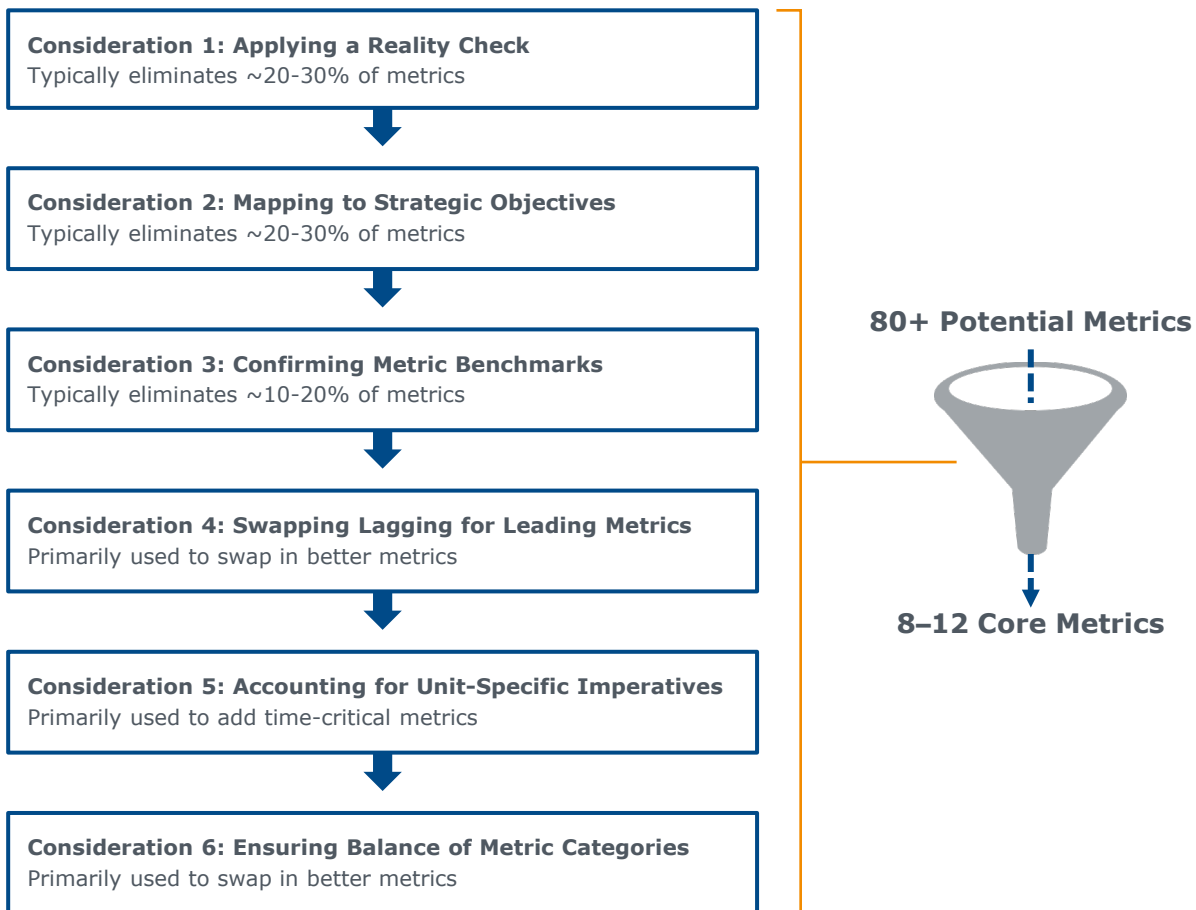 Consideration 1: Applying a Reality Check
Typically eliminates ~20-30% of metrics
Consideration 2: Mapping to Strategic Objectives
Typically eliminates ~20-30% of metrics
Consideration 3: Confirming Metric Benchmarks
Typically eliminates ~10-20% of metrics
Consideration 4: Swapping Lagging for Leading Metrics
Primarily used to swap in better metrics
Consideration 5: Accounting for Unit-Specific Imperatives
Primarily used to add time-critical metrics
Consideration 6: Ensuring Balance of Metric Categories
Primarily used to swap in better metrics
80+ Potential Metrics
8–12 Core Metrics